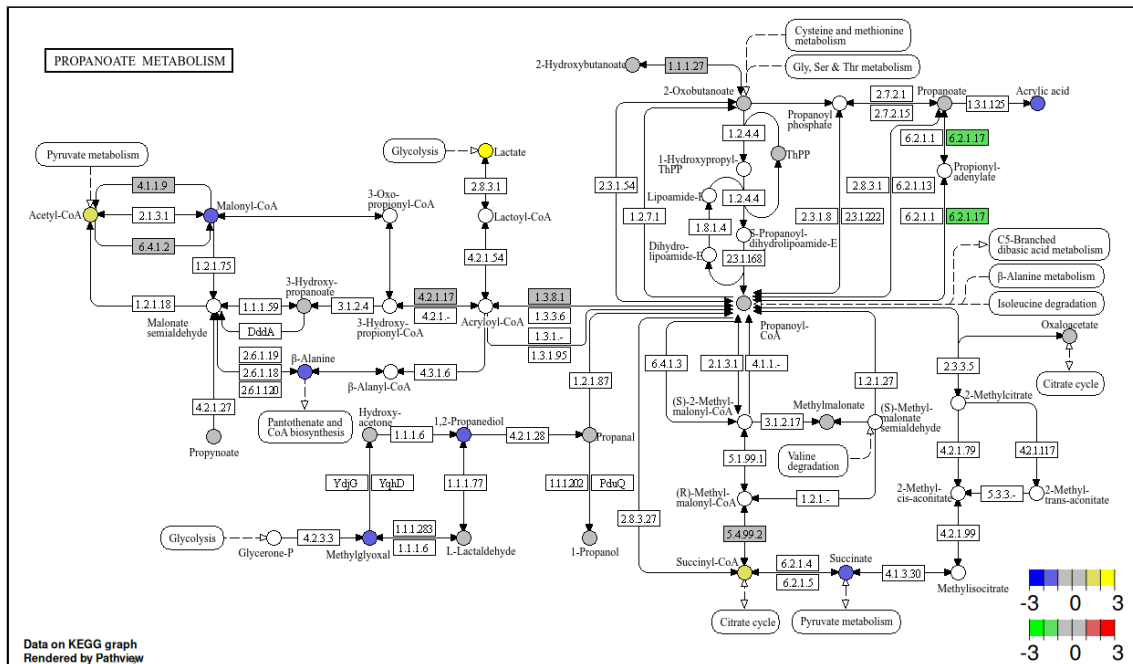 PROPANOATE METABOLISM
Cysteine and methionine
metabolism
Gly, Ser & Thr metabolism
2-Hydroxybutanoate
1.1.1.27
2-Oxobutanoate
Propanoyl
phosphate
2.7.2.1
2.7.2.15
Propanoate
1.3.1.125
Acrylic acid
1.2.4.4
ThPP
1-Hydroxypropyl-
ThPP
6.2.1.1
6.2.1.17
Propionyl-
adenylate
2.3.1.54
1.2.7.1
Lipoamide-E
1.2.4.4
1.8.1.4
S-Propanoyl-
dihydrolipoamide-E
Dihydro-
lipoamide-E
2.3.1.168
2.8.3.1
6.2.1.13
2.3.1.8
2.3.1.222
6.2.1.1
6.2.1.17
C5-Branched
dibasic acid metabolism
β-Alanine metabolism
Isoleucine degradation
Pyruvate metabolism
Glycolysis
Lactate
4.1.1.9
Acetyl-CoA
2.1.3.1
Malonyl-CoA
6.4.1.2
3-Oxo-
propionyl-CoA
2.8.3.1
Lactoyl-CoA
4.2.1.54
1.2.1.75
1.2.1.18
Malonate
semialdehyde
1.1.1.59
3-Hydroxy-
propanoate
3.1.2.4
DddA
3-Hydroxy-
propionyl-CoA
4.2.1.17
4.2.1.-
Acryloyl-CoA
1.3.8.1
1.3.3.6
1.3.1.-
1.3.1.95
Propanoyl-
CoA
Oxaloacetate
Citrate cycle
2.6.1.19
2.6.1.18
2.6.1.120
β-Alanine
β-Alanyl-CoA
4.3.1.6
Pantothenate and
CoA biosynthesis
4.2.1.27
Propynoate
1.2.1.87
6.4.1.3
2.1.3.1
4.1.1.-
1.2.1.27
2.3.3.5
(S)-2-Methyl-
malonyl-CoA
3.1.2.17
Methylmalonate
(S)-Methyl-
malonate
semialdehyde
2-Methylcitrate
Hydroxy-
acetone
1.1.1.6
1,2-Propanediol
4.2.1.28
Propanal
Valine
degradation
5.1.99.1
4.2.1.79
4.2.1.117
YdjG
YqhD
1.1.1.77
1.1.1.202
PduQ
(R)-Methyl-
malonyl-CoA
1.2.1.-
2-Methyl-
cis-aconitate
5.3.3.-
2-Methyl-
trans-aconitate
2.8.3.27
Glycolysis
Glycerone-P
4.2.3.3
Methylglyoxal
1.1.1.283
1.1.1.6
L-Lactaldehyde
1-Propanol
5.4.99.2
4.2.1.99
Succinyl-CoA
6.2.1.4
6.2.1.5
Succinate
4.1.3.30
Methylisocitrate
Citrate cycle
Pyruvate metabolism
-3 0 3
-3 0 3
Data on KEGG graph
Rendered by Pathview